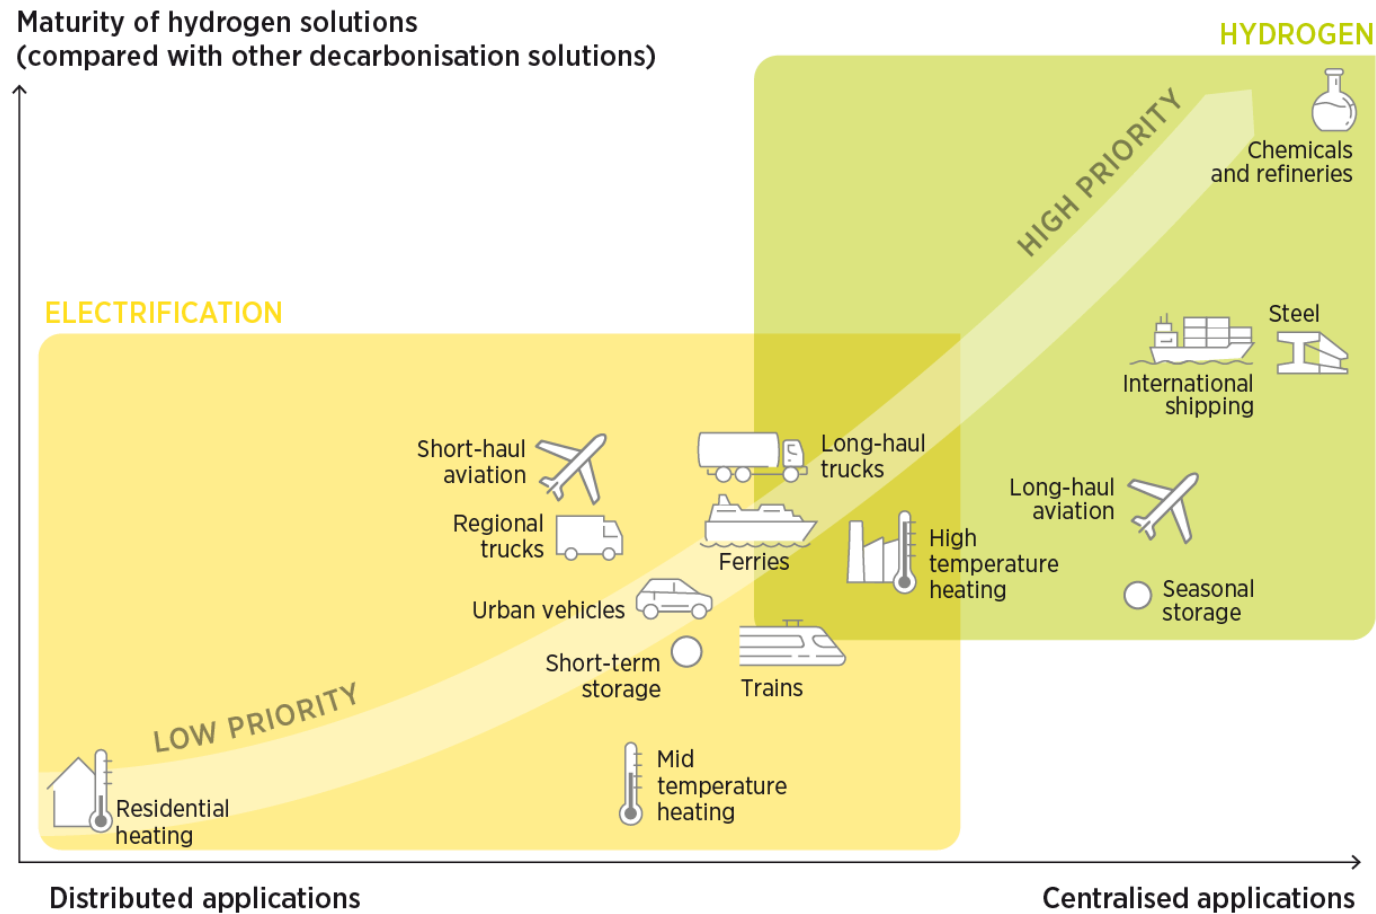 Maturity of hydrogen solutions
(compared with other decarbonisation solutions)
HYDROGEN
HIGH PRIORITY
Chemicals
and refineries
ELECTRIFICATION
Steel
International
shipping
Short-haul
aviation
Long-haul
trucks
Long-haul
aviation
Regional
trucks
Ferries
High
temperature
heating
Seasonal
storage
Urban vehicles
Short-term
storage
Trains
LOW PRIORITY
Mid
temperature
heating
Residential
heating
Distributed applications
Centralised applications